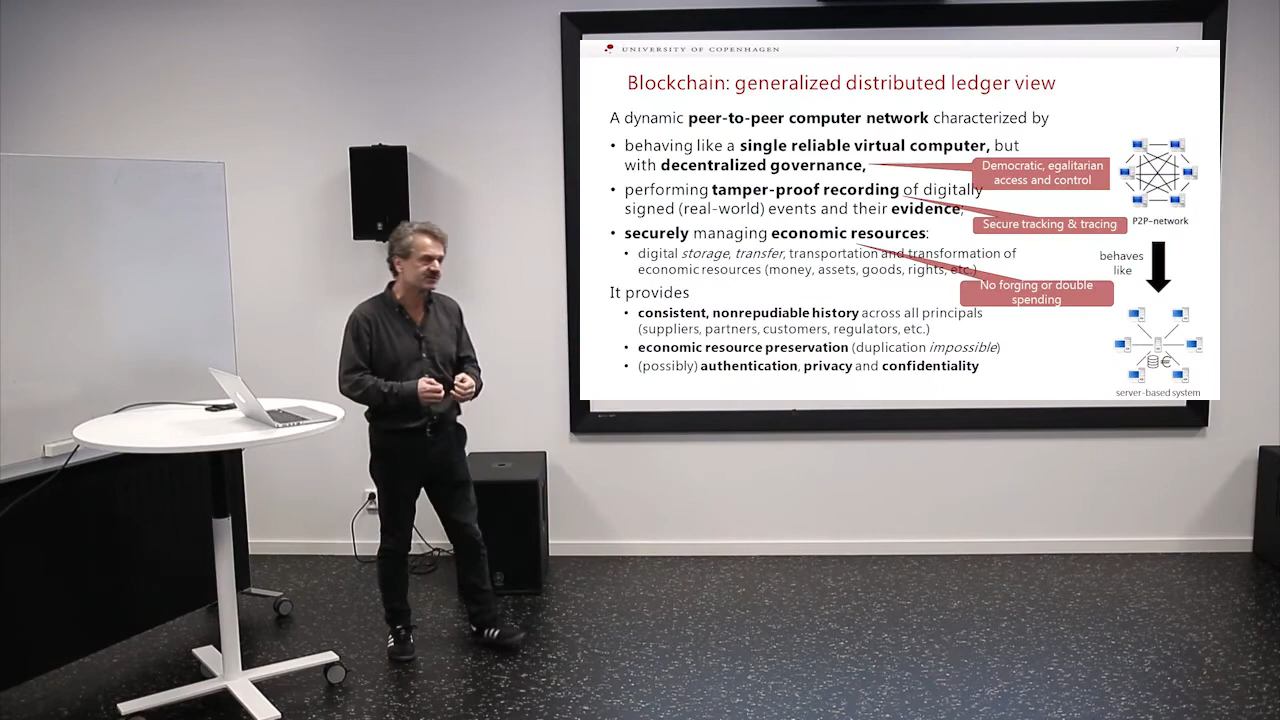 UNIVERSITY OF COPENHAGEN
7
Blockchain: generalized distributed ledger view
A dynamic peer-to-peer computer network characterized by
• behaving like a single reliable virtual computer, but
with decentralized governance,
Democratic, egalitarian
access and control
• performing tamper-proof recording of digitally
signed (real-world) events and their evidence,
Secure tracking & tracing
P2P-network
• securely managing economic resources:
• digital storage, transfer, transportation and transformation of
economic resources (money, assets, goods, rights, etc.)
behaves
like
No forging or double
spending
It provides
• consistent, nonrepudiable history across all principals
(suppliers, partners, customers, regulators, etc.)
• economic resource preservation (duplication impossible)
• (possibly) authentication, privacy and confidentiality
€
server-based system